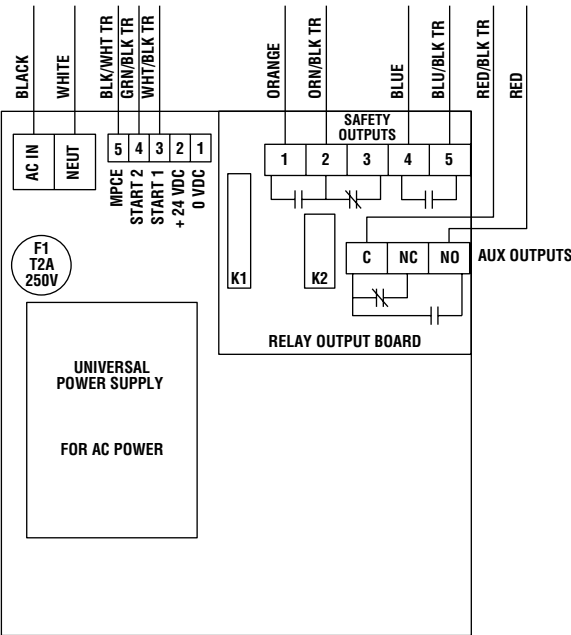 BLACK
WHITE
BLK/WHT TR
GRN/BLK TR
WHT/BLK TR
ORANGE
ORN/BLK TR
BLUE
BLU/BLK TR
RED/BLK TR
RED
AC IN
NEUT
5 4 3 2 1
MPCE
START 2
START 1
+ 24 VDC
0 VDC
SAFETY
OUTPUTS
1 2 3 4 5
F1
T2A
250V
K1
K2
C NC NO
AUX OUTPUTS
RELAY OUTPUT BOARD
UNIVERSAL
POWER SUPPLY
FOR AC POWER